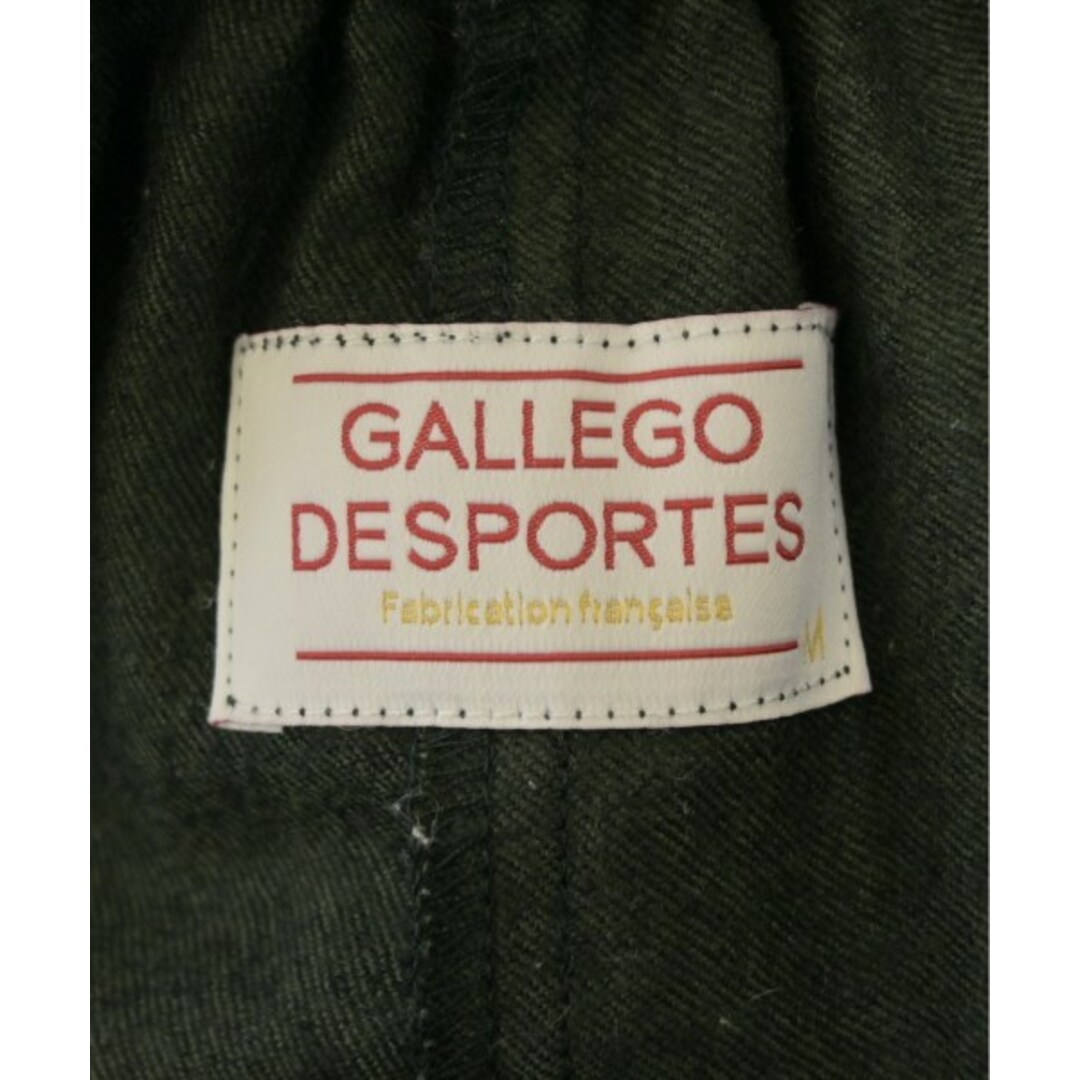 GALLEGO
DESPORTES
Fabrication française
M